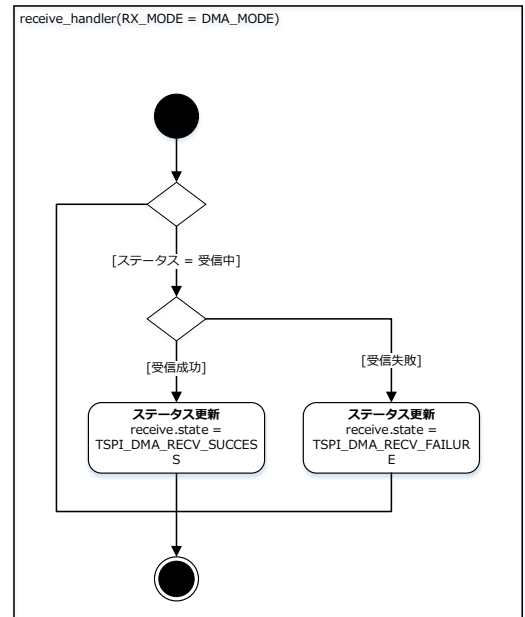 receive_handler(RX_MODE = DMA_MODE)
[ステータス = 受信中]
[受信成功]
[受信失敗]
ステータス更新
receive.state =
TSPI_DMA_RECV_SUCCES
S
ステータス更新
receive.state =
TSPI_DMA_RECV_FAILUR
E